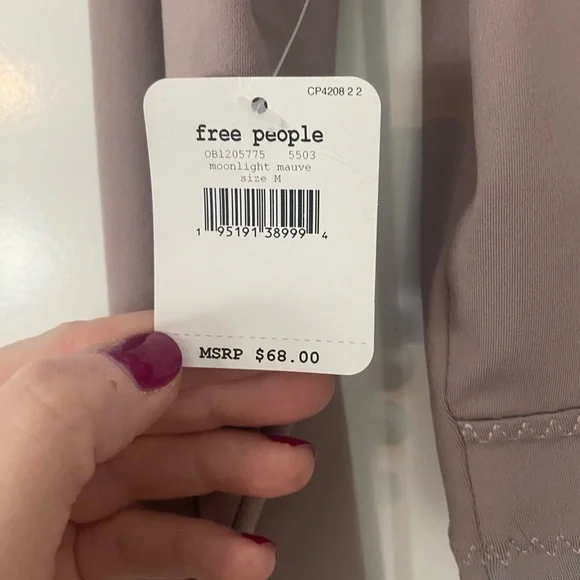 CP4208 2 2
free people
OB1205775 5503
moonlight mauve
size M
1 95191 38999 4
MSRP $68.00